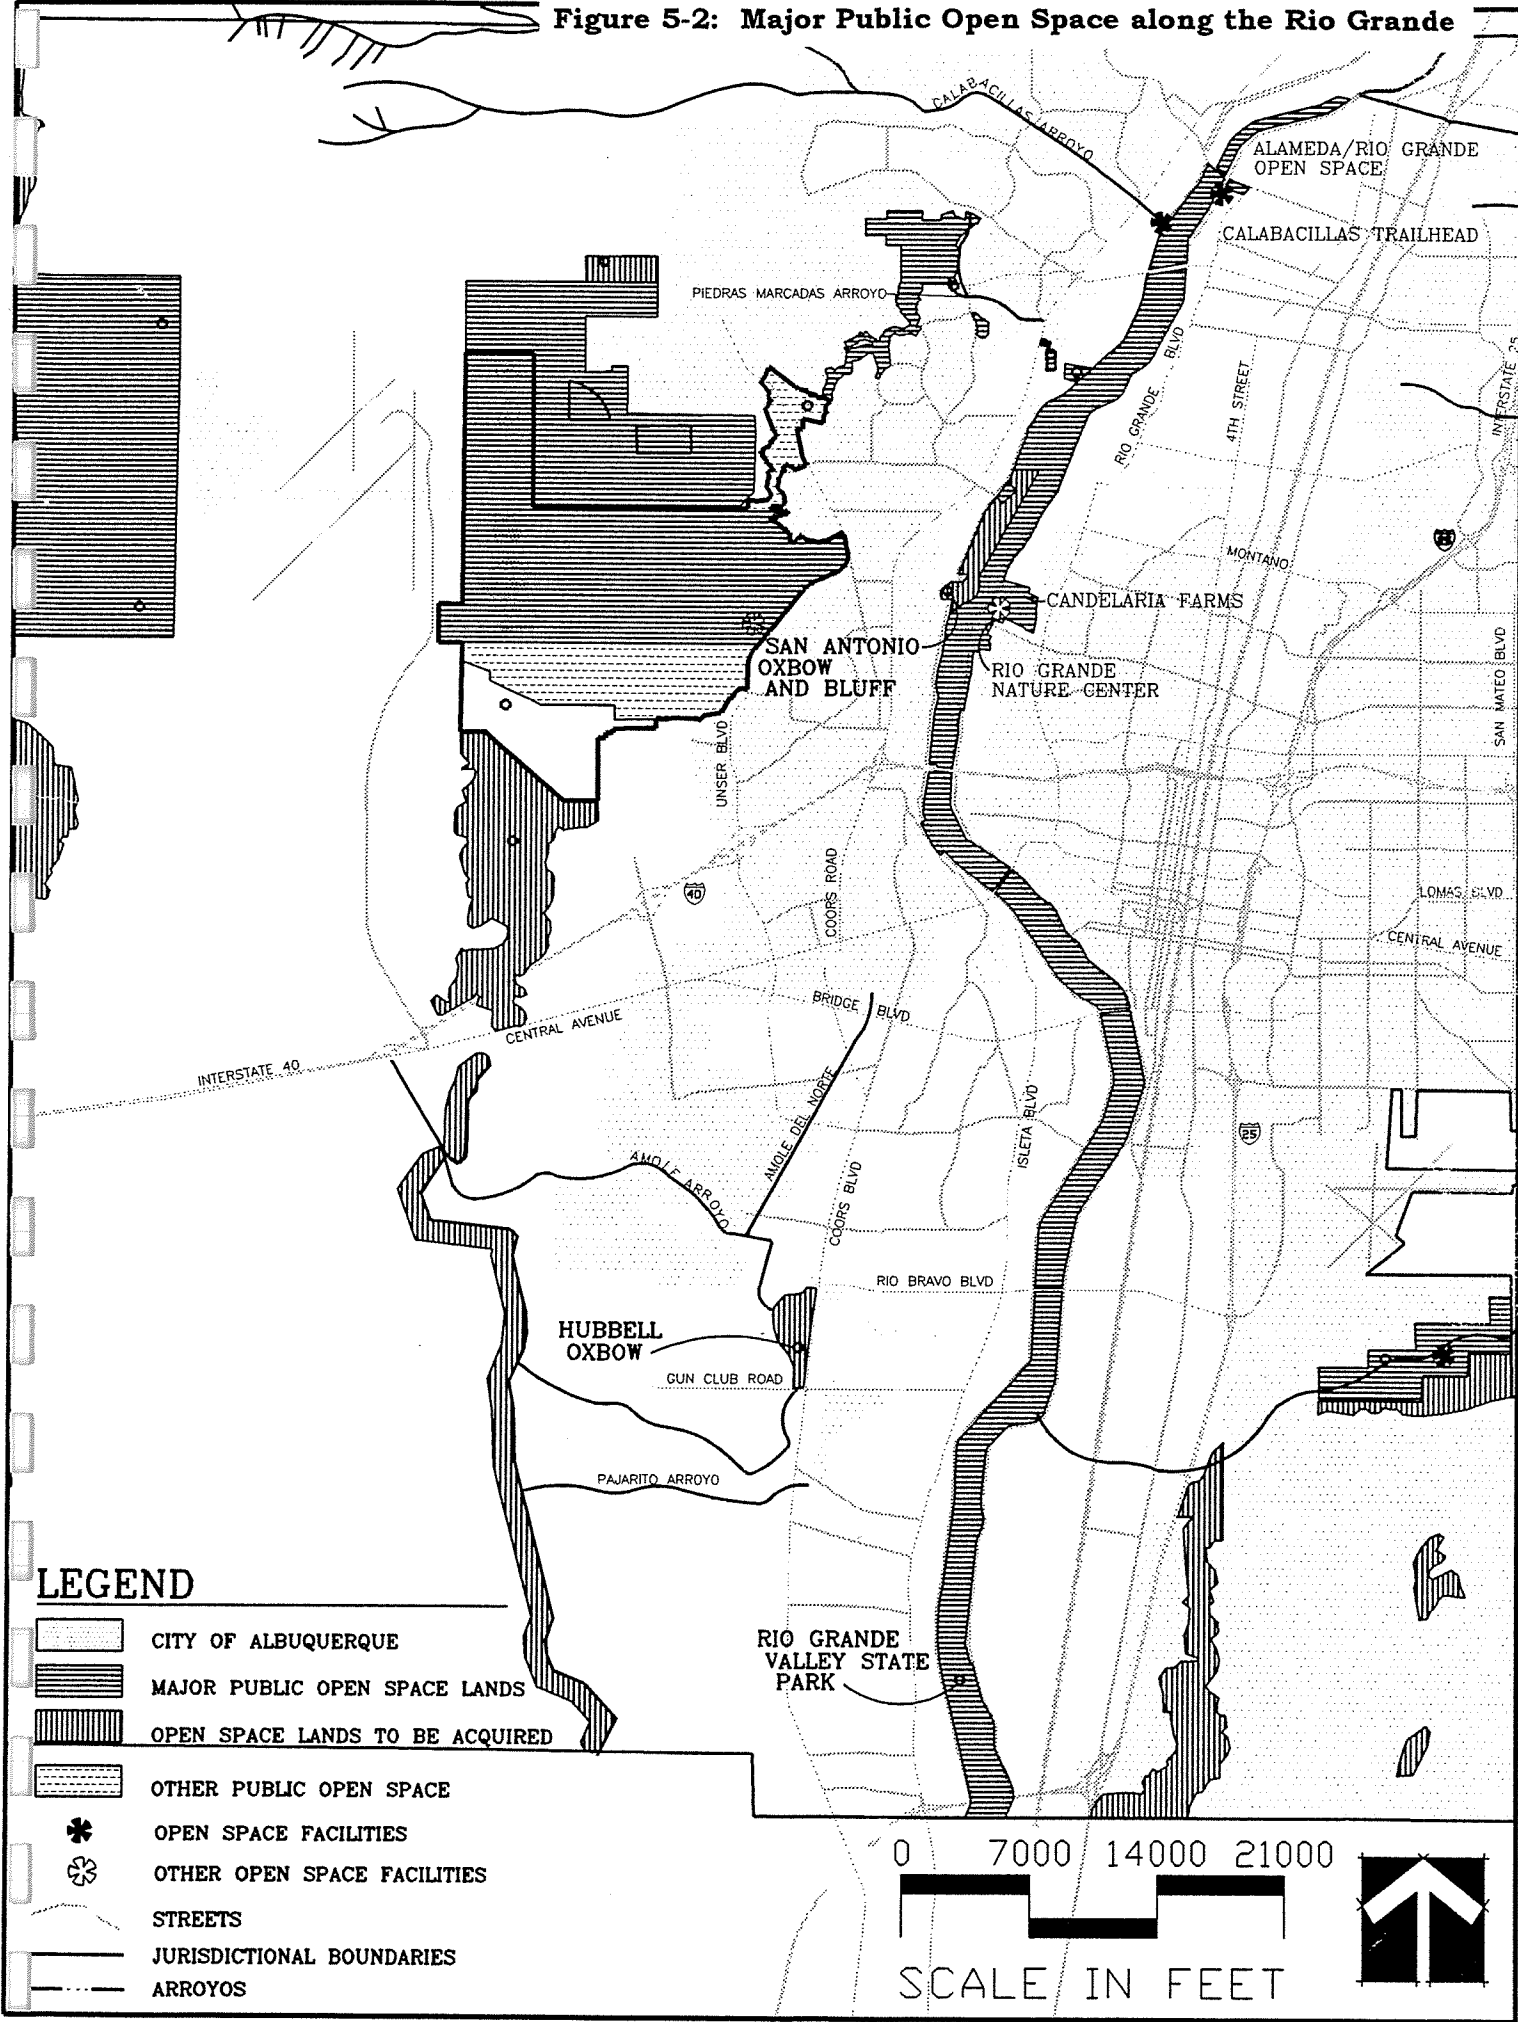 Figure 5-2: Major Public Open Space along the Rio Grande
CALABACILLAS ARROYO
ALAMEDA/RIO GRANDE
OPEN SPACE
CALABACILLAS TRAILHEAD
PIEDRAS MARCADAS ARROYO
RIO GRANDE BLVD
4TH STREET
INTERSTATE 25
MONTANO
CANDELARIA FARMS
SAN ANTONIO
OXBOW
AND BLUFF
RIO GRANDE
NATURE CENTER
SAN MATEO BLVD
UNSER BLVD
COORS ROAD
40
LOMAS BLVD
CENTRAL AVENUE
BRIDGE BLVD
CENTRAL AVENUE
INTERSTATE 40
AMOLE DEL NORTE
ISLETA BLVD
25
AMOLE ARROYO
COORS BLVD
RIO BRAVO BLVD
HUBBELL
OXBOW
GUN CLUB ROAD
PAJARITO ARROYO
RIO GRANDE
VALLEY STATE
PARK
LEGEND
CITY OF ALBUQUERQUE
MAJOR PUBLIC OPEN SPACE LANDS
OPEN SPACE LANDS TO BE ACQUIRED
OTHER PUBLIC OPEN SPACE
OPEN SPACE FACILITIES
OTHER OPEN SPACE FACILITIES
STREETS
JURISDICTIONAL BOUNDARIES
ARROYOS
0 7000 14000 21000
SCALE IN FEET